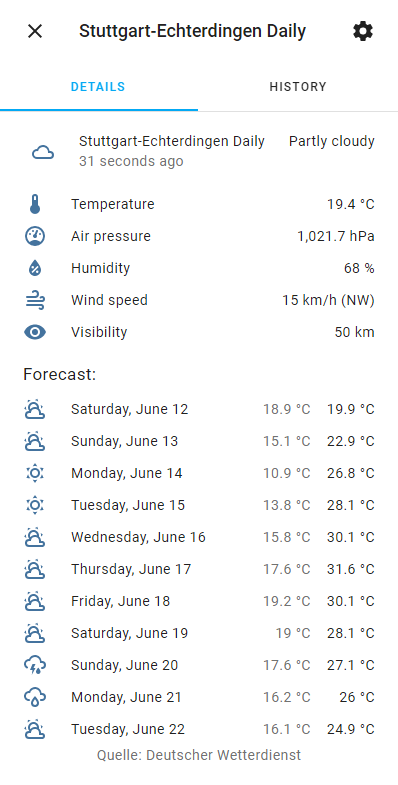 Stuttgart-Echterdingen Daily
DETAILS HISTORY
Stuttgart-Echterdingen Daily Partly cloudy
31 seconds ago
Temperature 19.4 °C
Air pressure 1,021.7 hPa
Humidity 68 %
Wind speed 15 km/h (NW)
Visibility 50 km
Forecast:
Saturday, June 12 18.9 °C 19.9 °C
Sunday, June 13 15.1 °C 22.9 °C
Monday, June 14 10.9 °C 26.8 °C
Tuesday, June 15 13.8 °C 28.1 °C
Wednesday, June 16 15.8 °C 30.1 °C
Thursday, June 17 17.6 °C 31.6 °C
Friday, June 18 19.2 °C 30.1 °C
Saturday, June 19 19 °C 28.1 °C
Sunday, June 20 17.6 °C 27.1 °C
Monday, June 21 16.2 °C 26 °C
Tuesday, June 22 16.1 °C 24.9 °C
Quelle: Deutscher Wetterdienst